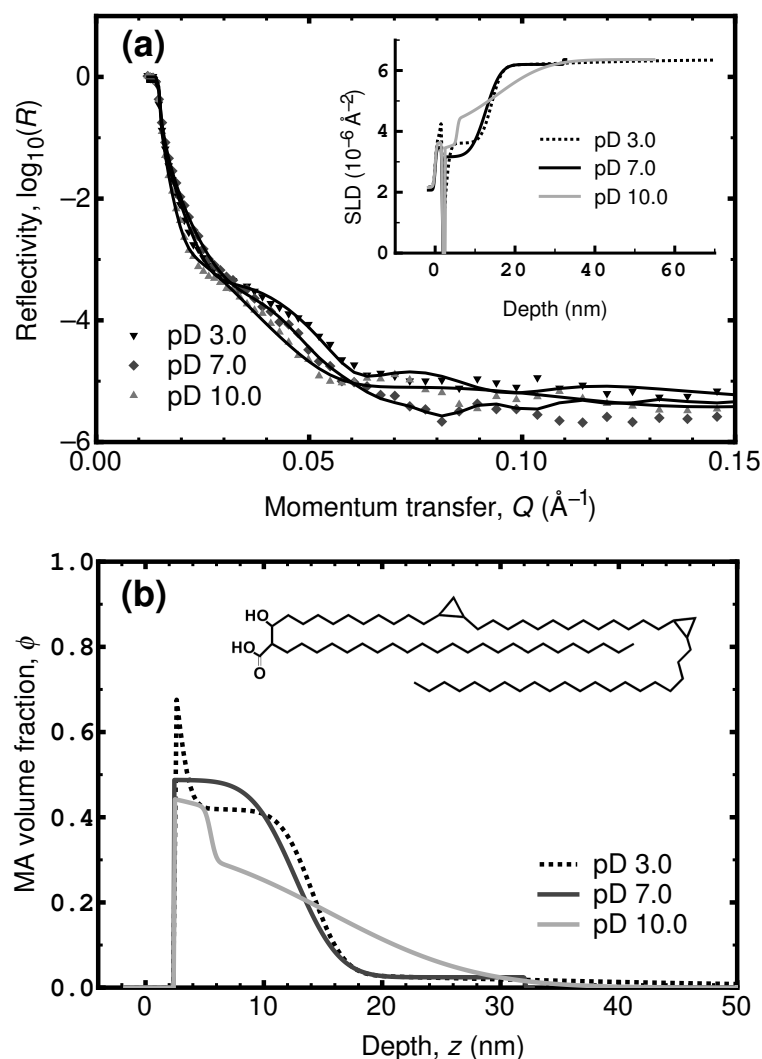 (a)
Reflectivity, log₁₀(R)
0
−2
−4
−6
0.00
0.05
0.10
0.15
Momentum transfer, Q (Å⁻¹)
pD 3.0
pD 7.0
pD 10.0
SLD (10⁻⁶ Å⁻²)
6
4
2
0
0
20
40
60
Depth (nm)
pD 3.0
pD 7.0
pD 10.0
(b)
MA volume fraction, ϕ
1.0
0.8
0.6
0.4
0.2
0.0
0
10
20
30
40
50
Depth, z (nm)
HO
HO
O
pD 3.0
pD 7.0
pD 10.0